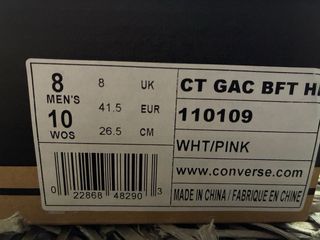 8 8 UK
MEN'S 41.5 EUR
10 26.5 CM
WOS
0 22868 48290 3
CT GAC BFT
110109
WHT/PINK
www.converse.com
MADE IN CHINA / FABRIQUE EN CHINE